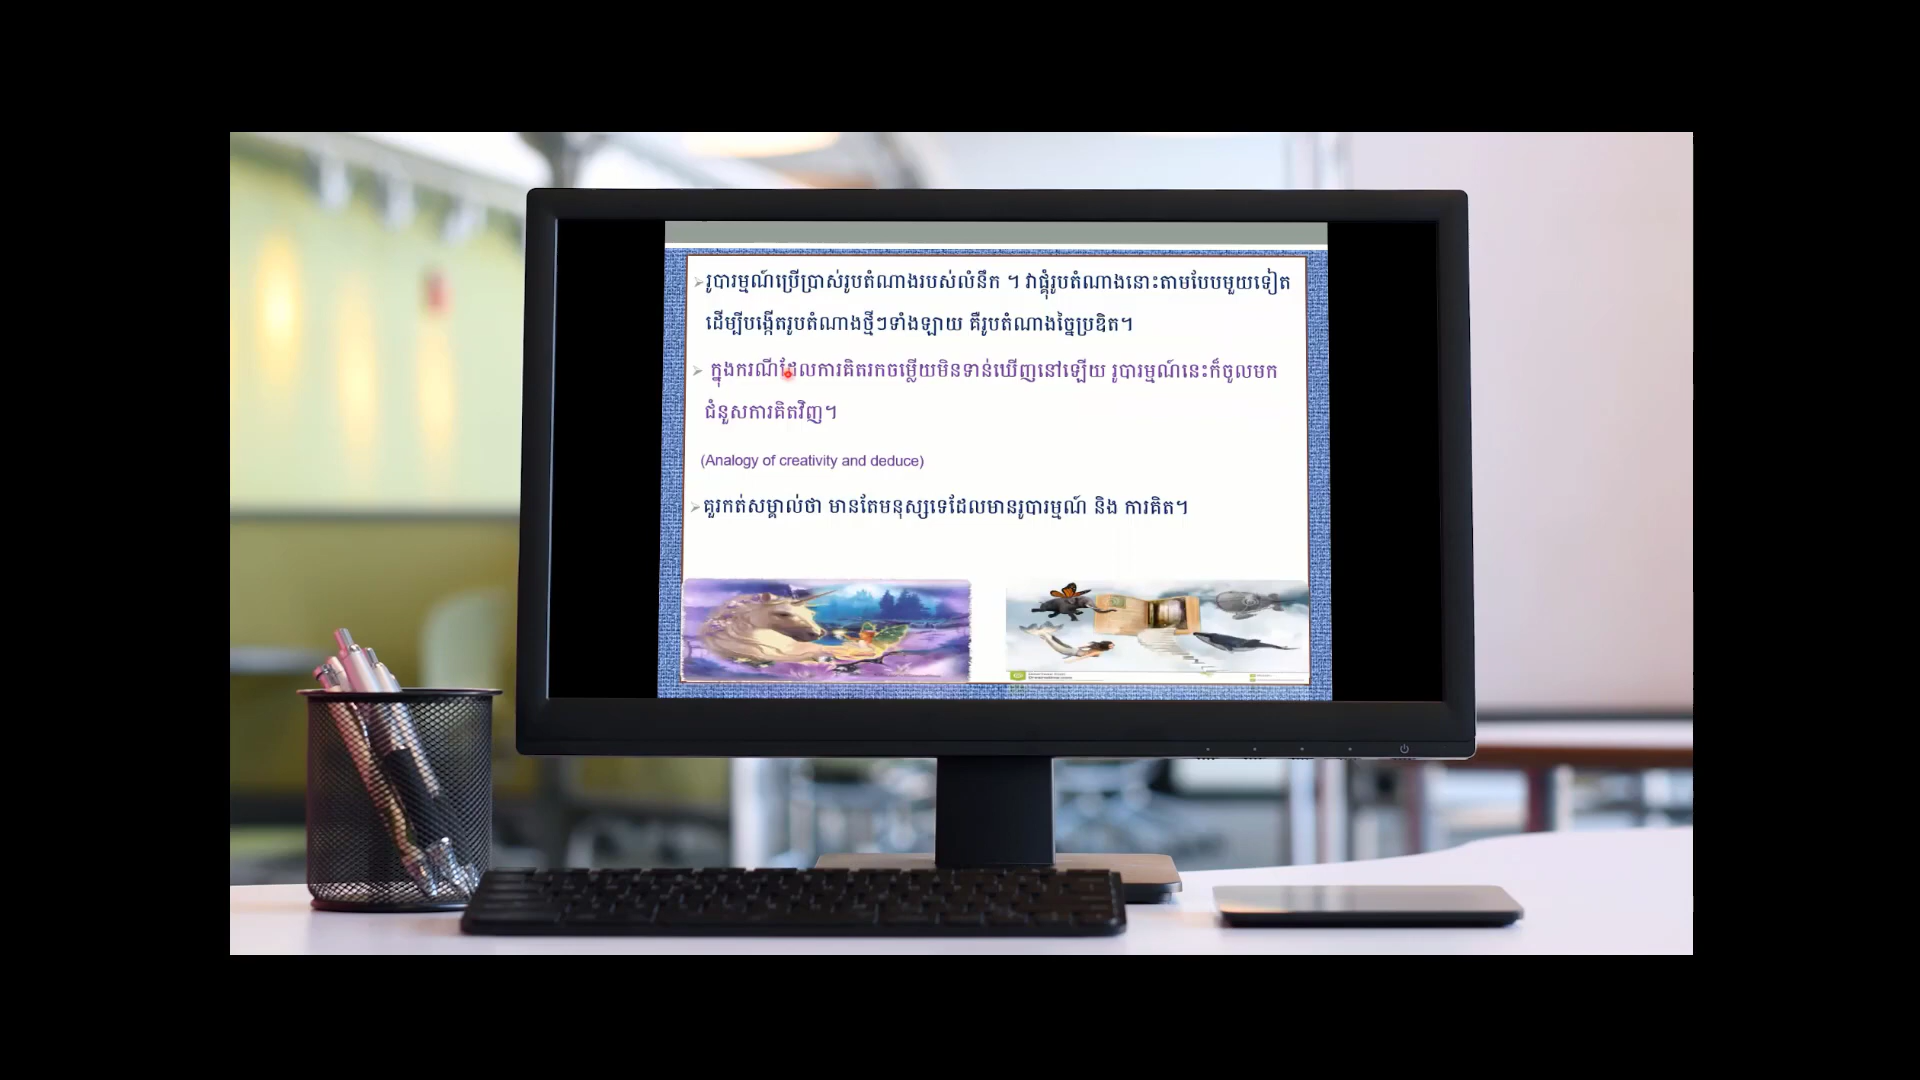 រូបារម្មណ៍ប្រើប្រាស់រូបតំណាងរបស់លំនឹក ។ វាផ្គុំរូបតំណាងនោះតាមបែបមួយទៀត
ដើម្បីបង្កើតរូបតំណាងថ្មីៗទាំងឡាយ គឺរូបតំណាងច្នៃប្រឌិត។
ក្នុងករណីដែលការគិតរកចម្លើយមិនទាន់ឃើញនៅឡើយ រូបារម្មណ៍នេះក៏ចូលមក
ជំនួសការគិតវិញ។
(Analogy of creativity and deduce)
គួរកត់សម្គាល់ថា មានតែមនុស្សទេដែលមានរូបារម្មណ៍ និង ការគិត។